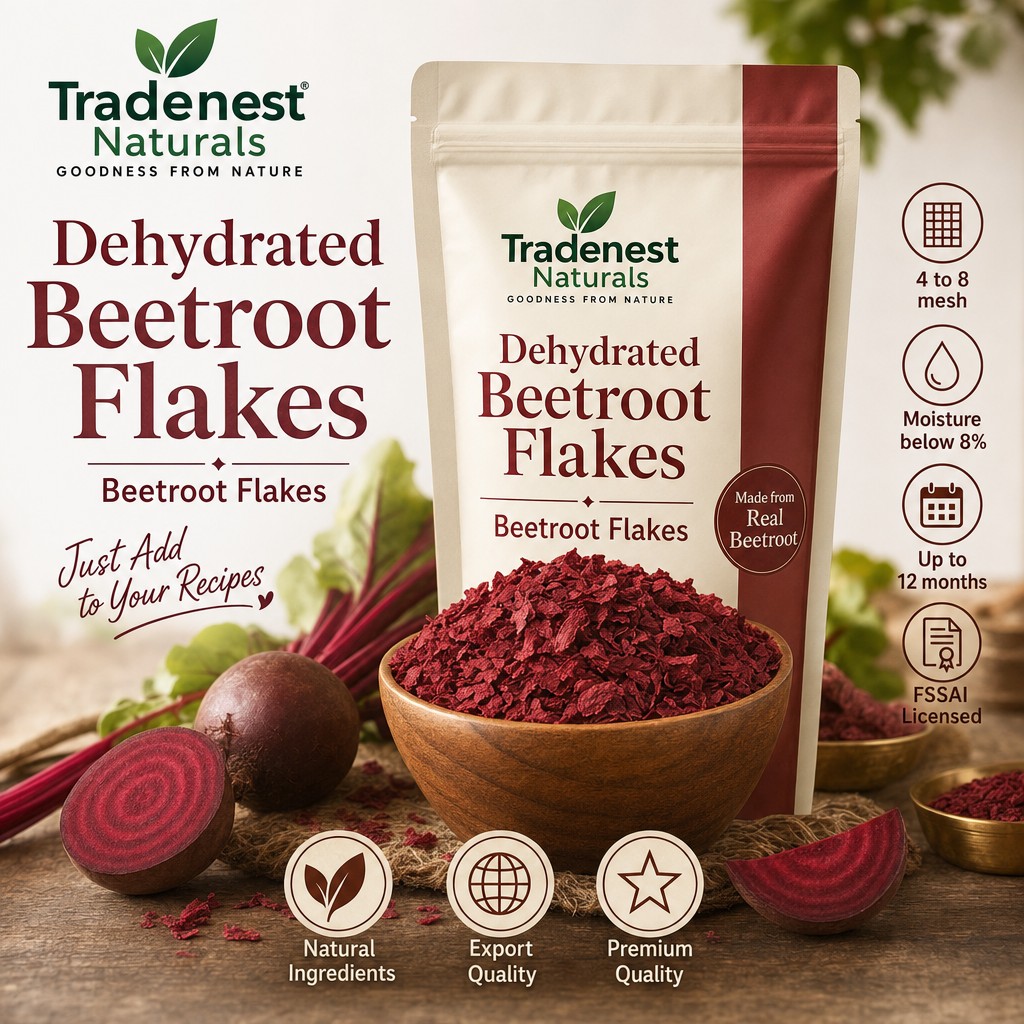 Tradenest®
Naturals
GOODNESS FROM NATURE
Dehydrated
Beetroot
Flakes
Beetroot Flakes
Just Add
to Your Recipes
Tradenest
Naturals
GOODNESS FROM NATURE
Dehydrated
Beetroot
Flakes
Beetroot Flakes
Made from
Real
Beetroot
4 to 8
mesh
Moisture
below 8%
Up to
12 months
FSSAI
Licensed
Natural
Ingredients
Export
Quality
Premium
Quality